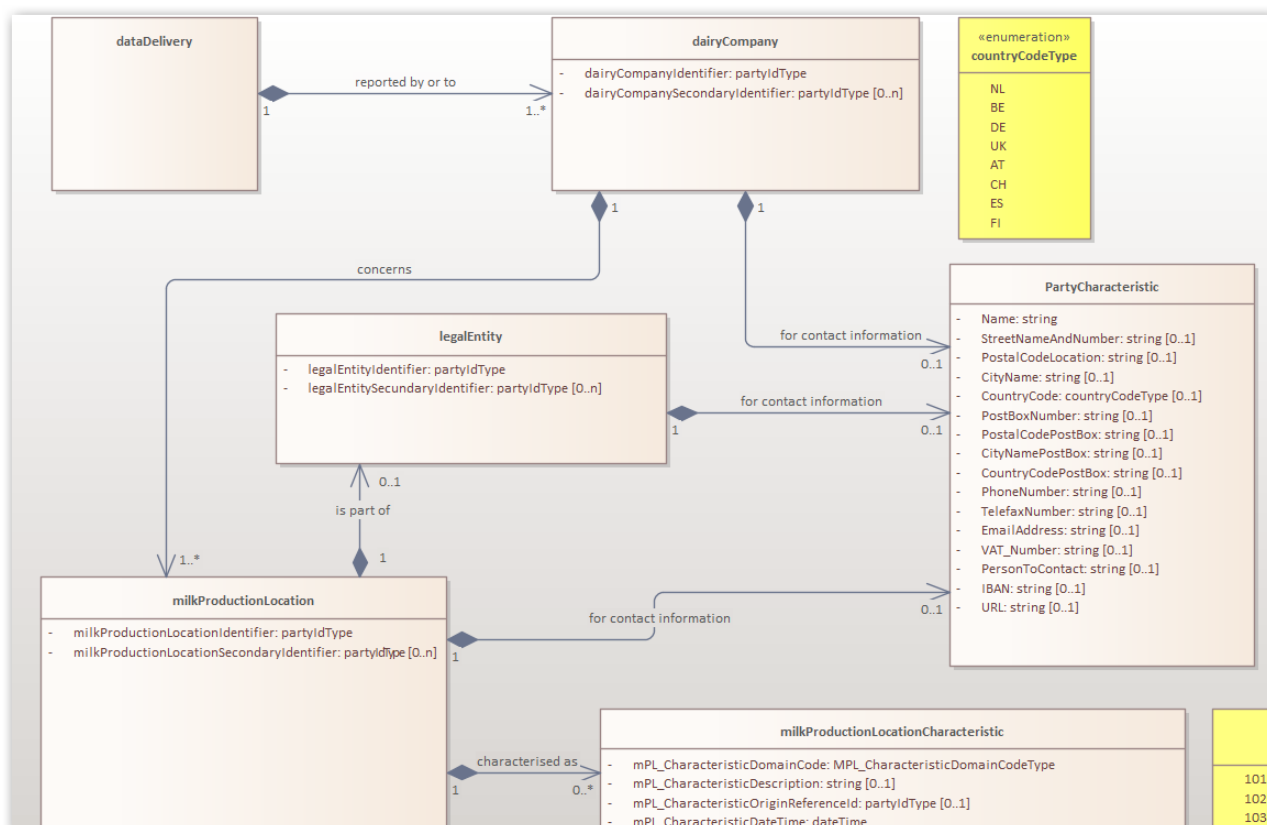 dataDelivery
reported by or to
1
1..*
dairyCompany
- dairyCompanyIdentifier: partyIdType
- dairyCompanySecondaryIdentifier: partyIdType [0..n]
«enumeration»
countryCodeType
NL
BE
DE
UK
AT
CH
ES
FI
1
1
concerns
1..*
for contact information
0..1
legalEntity
- legalEntityIdentifier: partyIdType
- legalEntitySecundaryIdentifier: partyIdType [0..n]
for contact information
1
0..1
PartyCharacteristic
- Name: string
- StreetNameAndNumber: string [0..1]
- PostalCodeLocation: string [0..1]
- CityName: string [0..1]
- CountryCode: countryCodeType [0..1]
- PostBoxNumber: string [0..1]
- PostalCodePostBox: string [0..1]
- CityNamePostBox: string [0..1]
- CountryCodePostBox: string [0..1]
- PhoneNumber: string [0..1]
- TelefaxNumber: string [0..1]
- EmailAddress: string [0..1]
- VAT_Number: string [0..1]
- PersonToContact: string [0..1]
- IBAN: string [0..1]
- URL: string [0..1]
0..1
is part of
1
milkProductionLocation
- milkProductionLocationIdentifier: partyIdType
- milkProductionLocationSecondaryIdentifier: partyIdType [0..n]
for contact information
1
0..1
characterised as
1
0..*
milkProductionLocationCharacteristic
- mPL_CharacteristicDomainCode: MPL_CharacteristicDomainCodeType
- mPL_CharacteristicDescription: string [0..1]
- mPL_CharacteristicOriginReferenceId: partyIdType [0..1]
- mPL_CharacteristicDateTime: dateTime
101
102
103